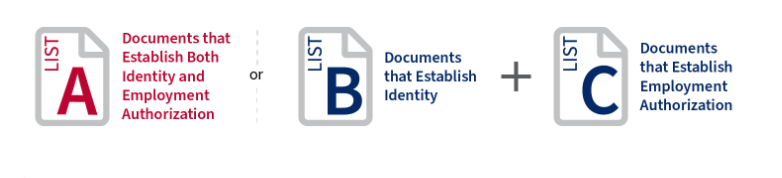 LIST
A
Documents that
Establish Both
Identity and
Employment
Authorization
or
LIST
B
Documents
that Establish
Identity
+
LIST
C
Documents
that Establish
Employment
Authorization